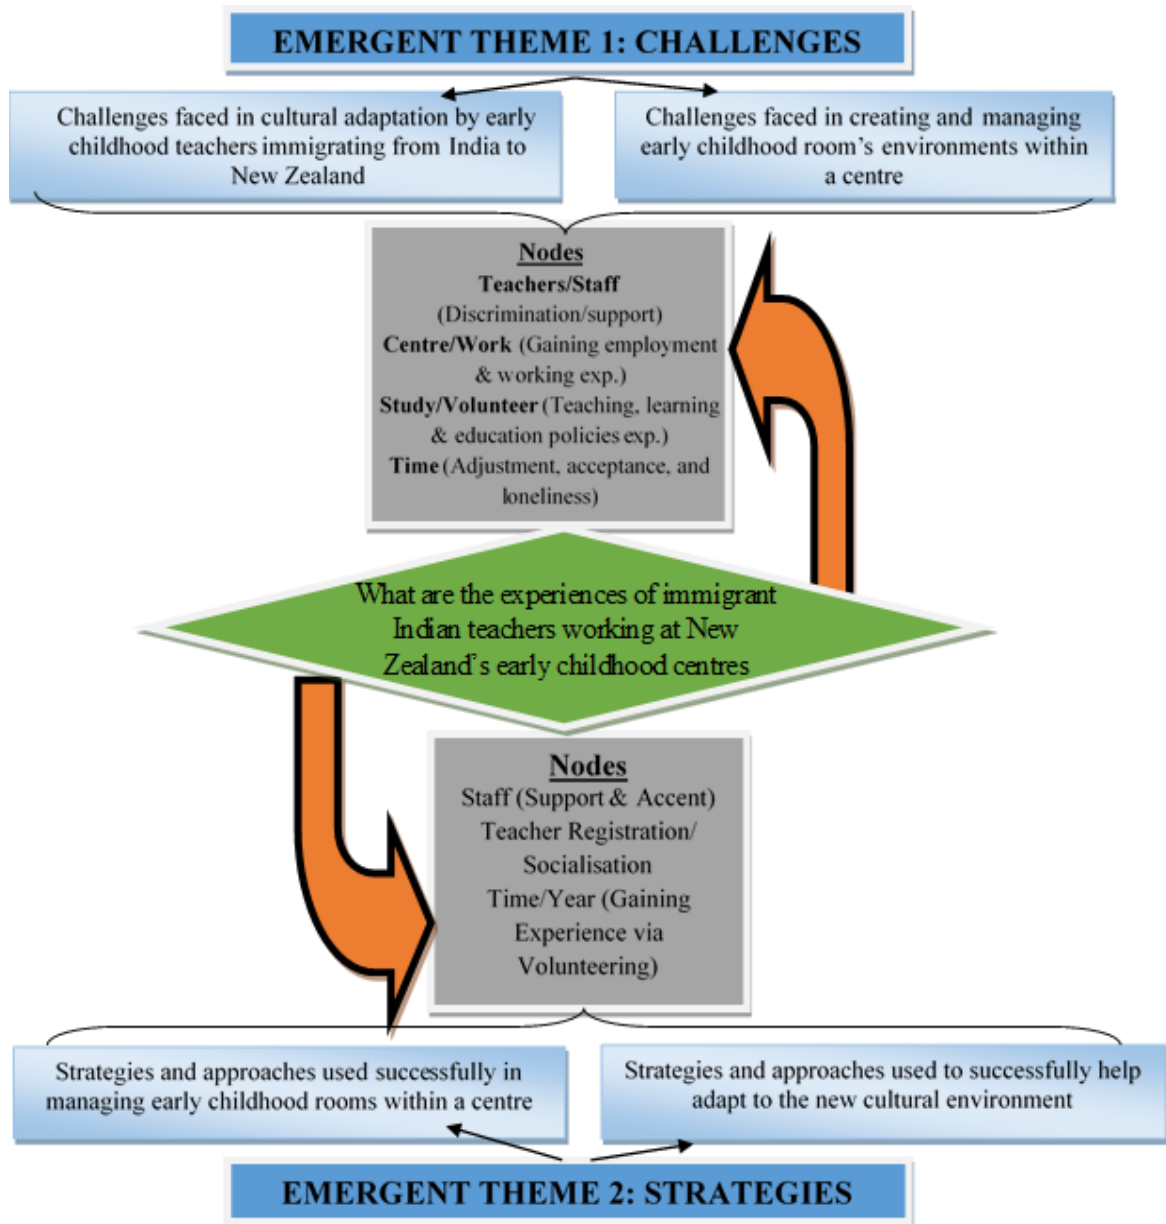 EMERGENT THEME 1: CHALLENGES
Challenges faced in cultural adaptation by early
childhood teachers immigrating from India to
New Zealand
Challenges faced in creating and managing
early childhood room's environments within
a centre
Nodes
Teachers/Staff
(Discrimination/support)
Centre/Work (Gaining employment
& working exp.)
Study/Volunteer (Teaching, learning
& education policies exp.)
Time (Adjustment, acceptance, and
loneliness)
What are the experiences of immigrant
Indian teachers working at New
Zealand's early childhood centres
Nodes
Staff (Support & Accent)
Teacher Registration/
Socialisation
Time/Year (Gaining
Experience via
Volunteering)
Strategies and approaches used successfully in
managing early childhood rooms within a centre
Strategies and approaches used to successfully help
adapt to the new cultural environment
EMERGENT THEME 2: STRATEGIES